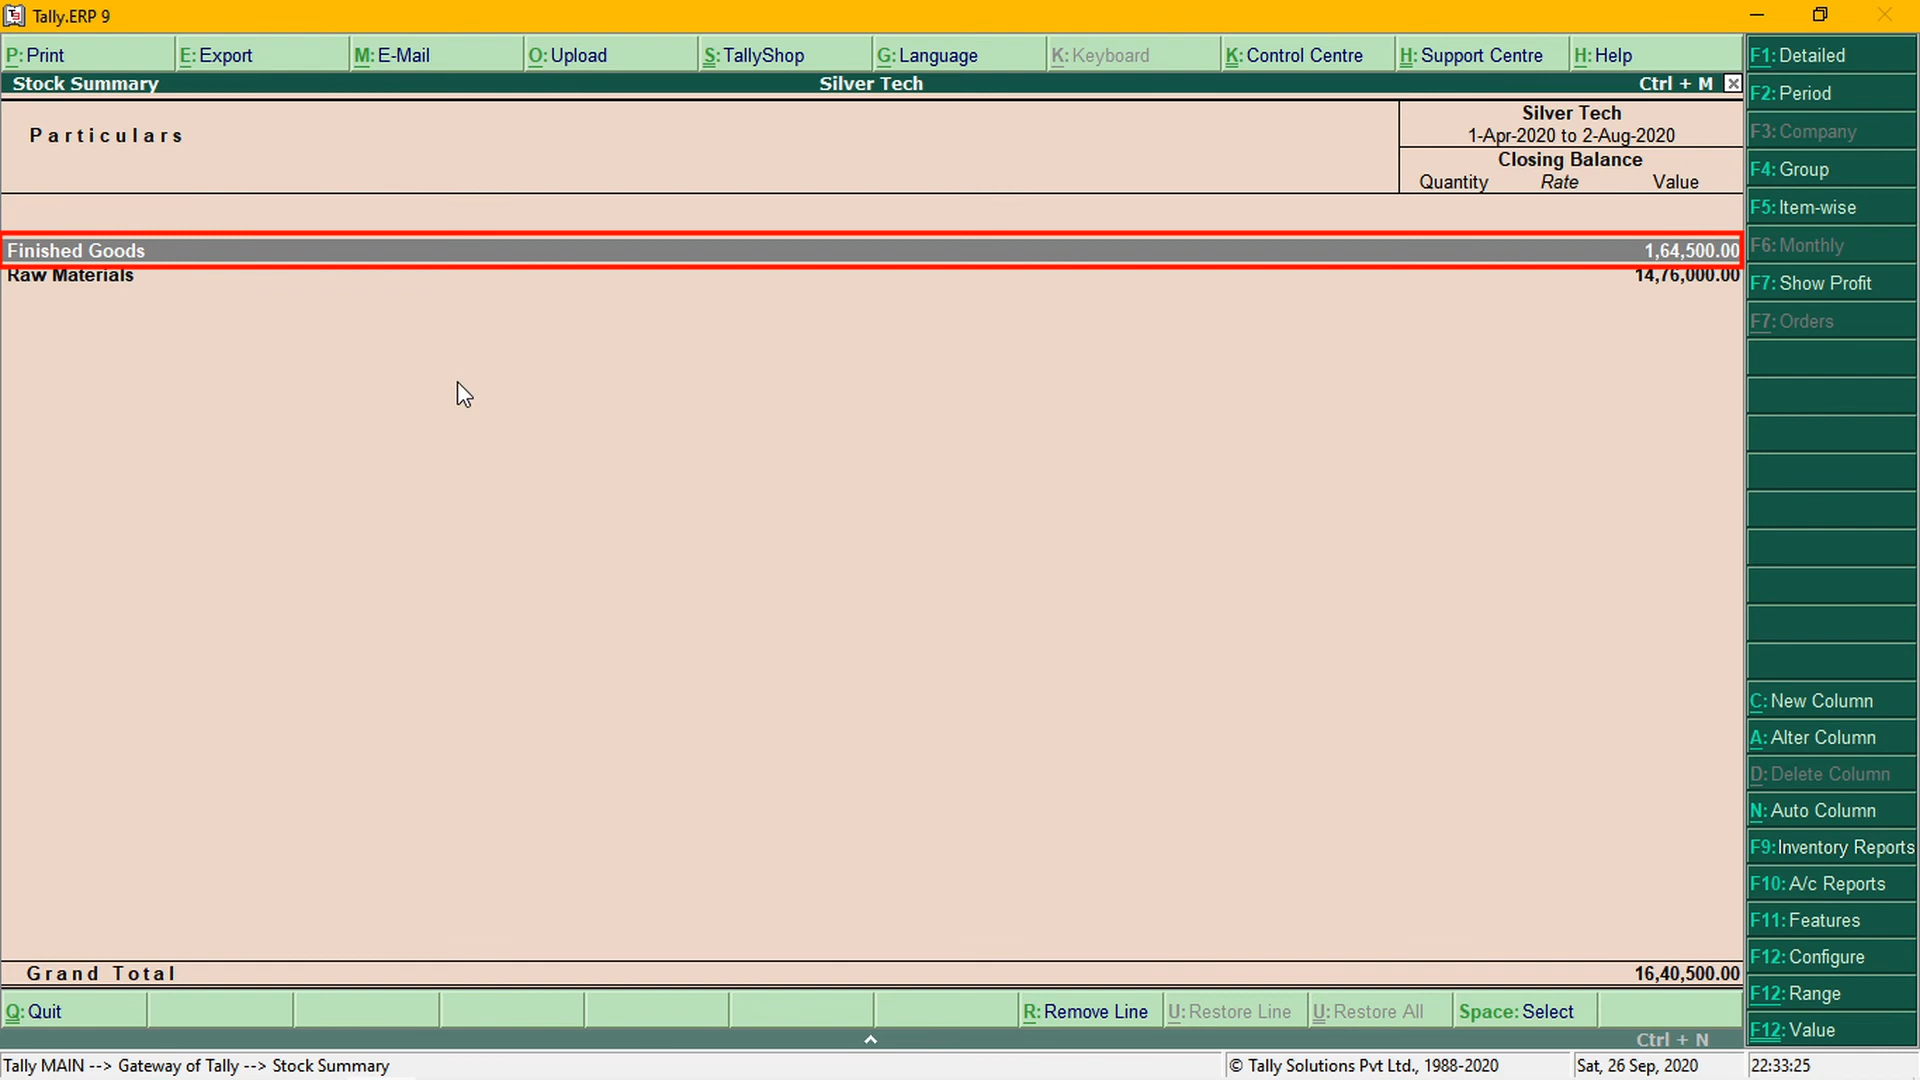 Tally.ERP 9
P: Print E: Export M: E-Mail O: Upload S: TallyShop G: Language K: Keyboard K: Control Centre H: Support Centre H: Help
Stock Summary Silver Tech Ctrl + M
Particulars
Silver Tech
1-Apr-2020 to 2-Aug-2020
Closing Balance
Quantity Rate Value
Finished Goods 1,64,500.00
Raw Materials 14,76,000.00
Grand Total 16,40,500.00
Q: Quit R: Remove Line U: Restore Line U: Restore All Space: Select
Ctrl + N
Tally MAIN --> Gateway of Tally --> Stock Summary © Tally Solutions Pvt Ltd., 1988-2020 Sat, 26 Sep, 2020 22:33:25
F1: Detailed
F2: Period
F3: Company
F4: Group
F5: Item-wise
F6: Monthly
F7: Show Profit
F7: Orders
C: New Column
A: Alter Column
D: Delete Column
N: Auto Column
F9: Inventory Reports
F10: A/c Reports
F11: Features
F12: Configure
F12: Range
F12: Value